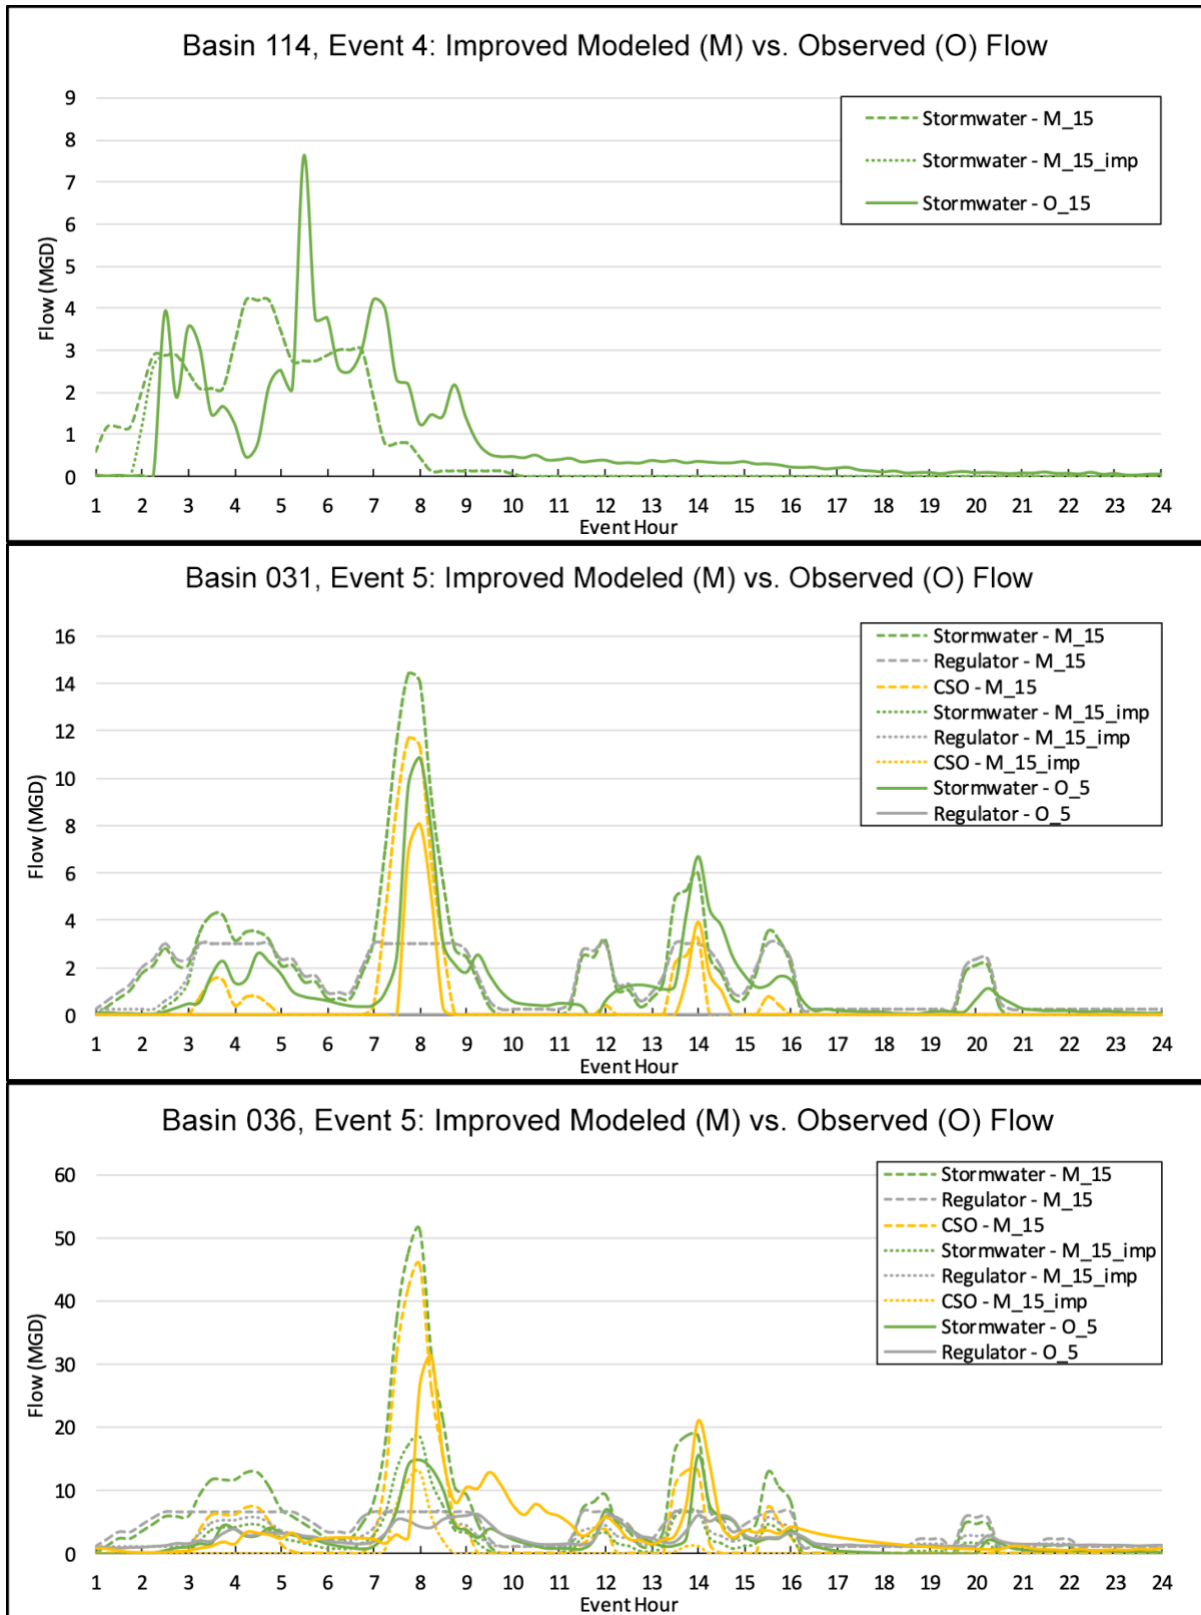 Basin 114, Event 4: Improved Modeled (M) vs. Observed (O) Flow
9
8
7
6
5
4
3
2
1
0
Flow (MGD)
Stormwater - M_15
Stormwater - M_15_imp
Stormwater - O_15
1 2 3 4 5 6 7 8 9 10 11 12 13 14 15 16 17 18 19 20 21 22 23 24
Event Hour
Basin 031, Event 5: Improved Modeled (M) vs. Observed (O) Flow
16
14
12
10
8
6
4
2
0
Flow (MGD)
Stormwater - M_15
Regulator - M_15
CSO - M_15
Stormwater - M_15_imp
Regulator - M_15_imp
CSO - M_15_imp
Stormwater - O_5
Regulator - O_5
1 2 3 4 5 6 7 8 9 10 11 12 13 14 15 16 17 18 19 20 21 22 23 24
Event Hour
Basin 036, Event 5: Improved Modeled (M) vs. Observed (O) Flow
60
50
40
30
20
10
0
Flow (MGD)
Stormwater - M_15
Regulator - M_15
CSO - M_15
Stormwater - M_15_imp
Regulator - M_15_imp
CSO - M_15_imp
Stormwater - O_5
Regulator - O_5
1 2 3 4 5 6 7 8 9 10 11 12 13 14 15 16 17 18 19 20 21 22 23 24
Event Hour